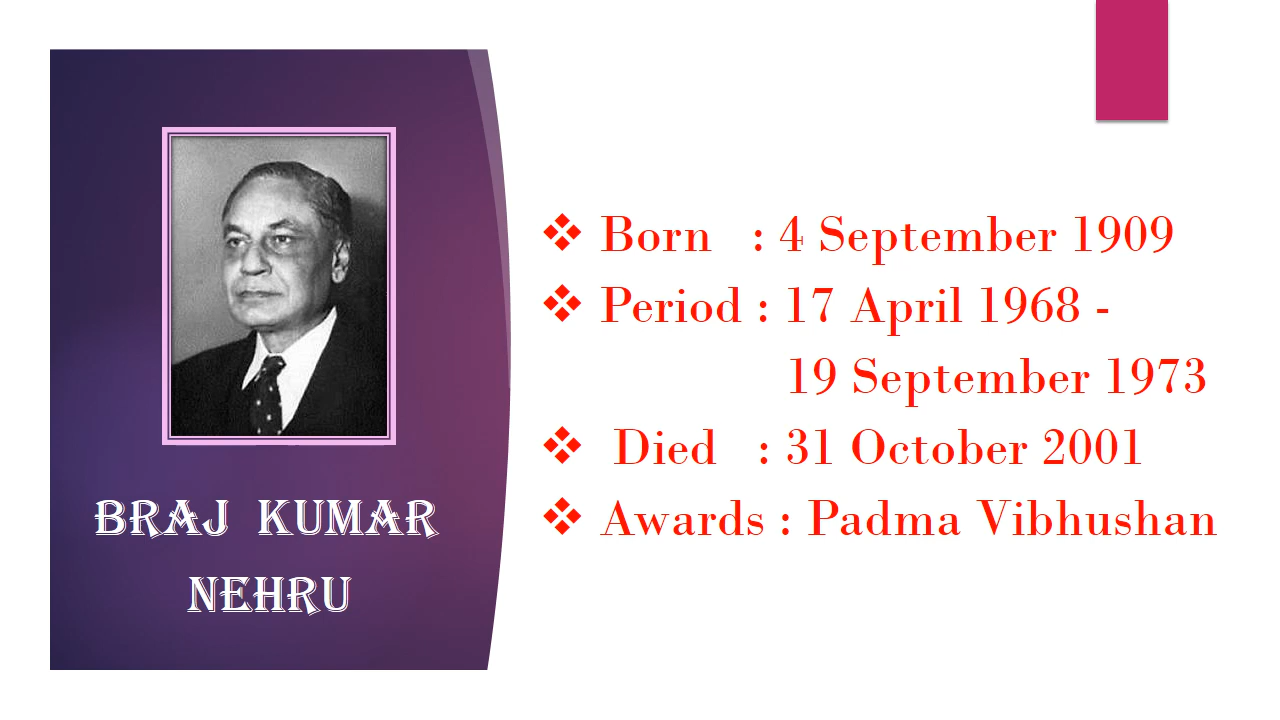 BRAJ KUMAR
NEHRU
❖ Born : 4 September 1909
❖ Period : 17 April 1968 -
19 September 1973
❖ Died : 31 October 2001
❖ Awards : Padma Vibhushan